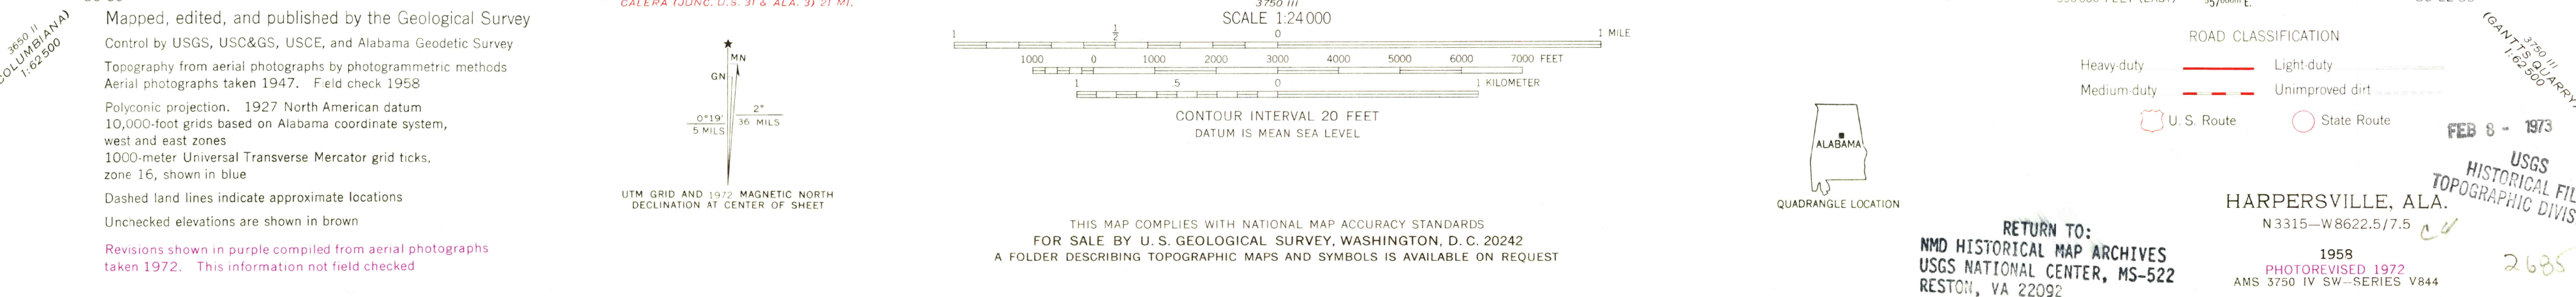 3650 II
(COLUMBIANA)
1:62500
Mapped, edited, and published by the Geological Survey
Control by USGS, USC&GS, USCE, and Alabama Geodetic Survey
Topography from aerial photographs by photogrammetric methods
Aerial photographs taken 1947. Field check 1958
Polyconic projection. 1927 North American datum
10,000-foot grids based on Alabama coordinate system,
west and east zones
1000-meter Universal Transverse Mercator grid ticks,
zone 16, shown in blue
Dashed land lines indicate approximate locations
Unchecked elevations are shown in brown
Revisions shown in purple compiled from aerial photographs
taken 1972. This information not field checked
CALERA (JUNC. U.S. 31 & ALA. 3) 21 MI.
MN
GN
0°19'
5 MILS
2°
36 MILS
UTM GRID AND 1972 MAGNETIC NORTH
DECLINATION AT CENTER OF SHEET
3750 III
SCALE 1:24000
1 1/2 0 1 MILE
1000 0 1000 2000 3000 4000 5000 6000 7000 FEET
1 .5 0 1 KILOMETER
CONTOUR INTERVAL 20 FEET
DATUM IS MEAN SEA LEVEL
THIS MAP COMPLIES WITH NATIONAL MAP ACCURACY STANDARDS
FOR SALE BY U. S. GEOLOGICAL SURVEY, WASHINGTON, D. C. 20242
A FOLDER DESCRIBING TOPOGRAPHIC MAPS AND SYMBOLS IS AVAILABLE ON REQUEST
ALABAMA
QUADRANGLE LOCATION
ROAD CLASSIFICATION
Heavy-duty Light-duty
Medium-duty Unimproved dirt
U. S. Route State Route
(GANTTS QUARRY)
3750 III
1:62500
FEB 8 - 1973
USGS
HISTORICAL FIL
TOPOGRAPHIC DIVIS
HARPERSVILLE, ALA.
N3315—W8622.5/7.5
1958
PHOTOREVISED 1972
AMS 3750 IV SW—SERIES V844
RETURN TO:
NMD HISTORICAL MAP ARCHIVES
USGS NATIONAL CENTER, MS-522
RESTON, VA 22092
2685